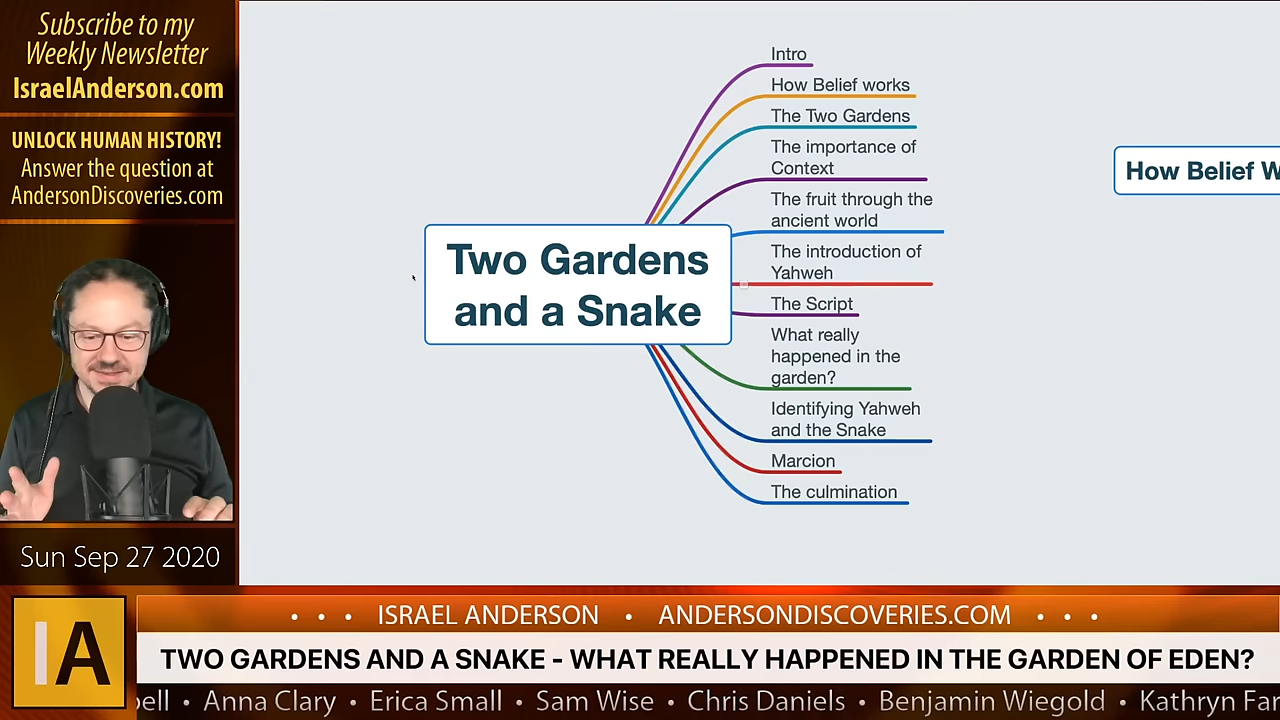 Subscribe to my
Weekly Newsletter
IsraelAnderson.com
UNLOCK HUMAN HISTORY!
Answer the question at
AndersonDiscoveries.com
Intro
How Belief works
The Two Gardens
The importance of
Context
The fruit through the
ancient world
The introduction of
Yahweh
The Script
What really
happened in the
garden?
Identifying Yahweh
and the Snake
Marcion
The culmination
Two Gardens
and a Snake
How Belief W
Sun Sep 27 2020
IA
• • • ISRAEL ANDERSON • ANDERSONDISCOVERIES.COM • • •
TWO GARDENS AND A SNAKE - WHAT REALLY HAPPENED IN THE GARDEN OF EDEN?
ell • Anna Clary • Erica Small • Sam Wise • Chris Daniels • Benjamin Wiegold • Kathryn Far